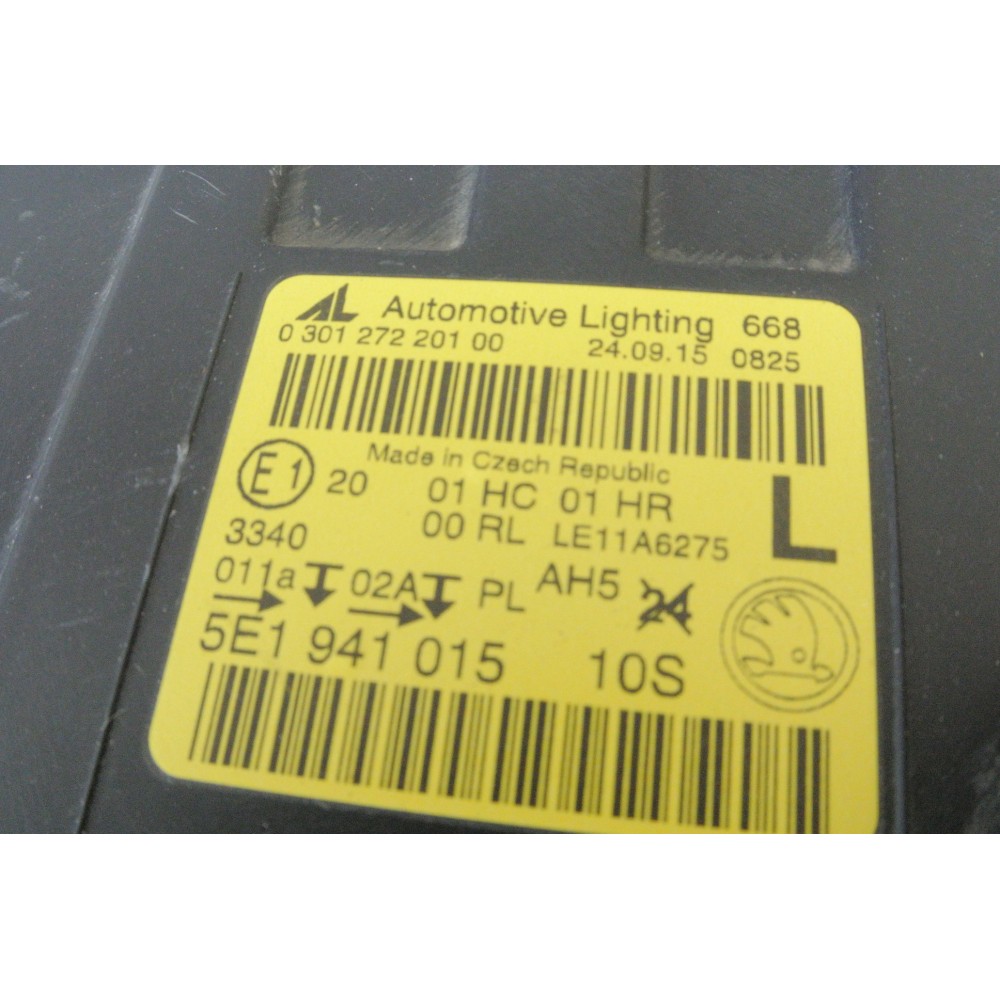 AL Automotive Lighting 668
0 301 272 201 00 24.09.15 0825
Made in Czech Republic
E1 20 01 HC 01 HR L
3340 00 RL LE11A6275
011a 02A PL AH5 24
5E1 941 015 10S